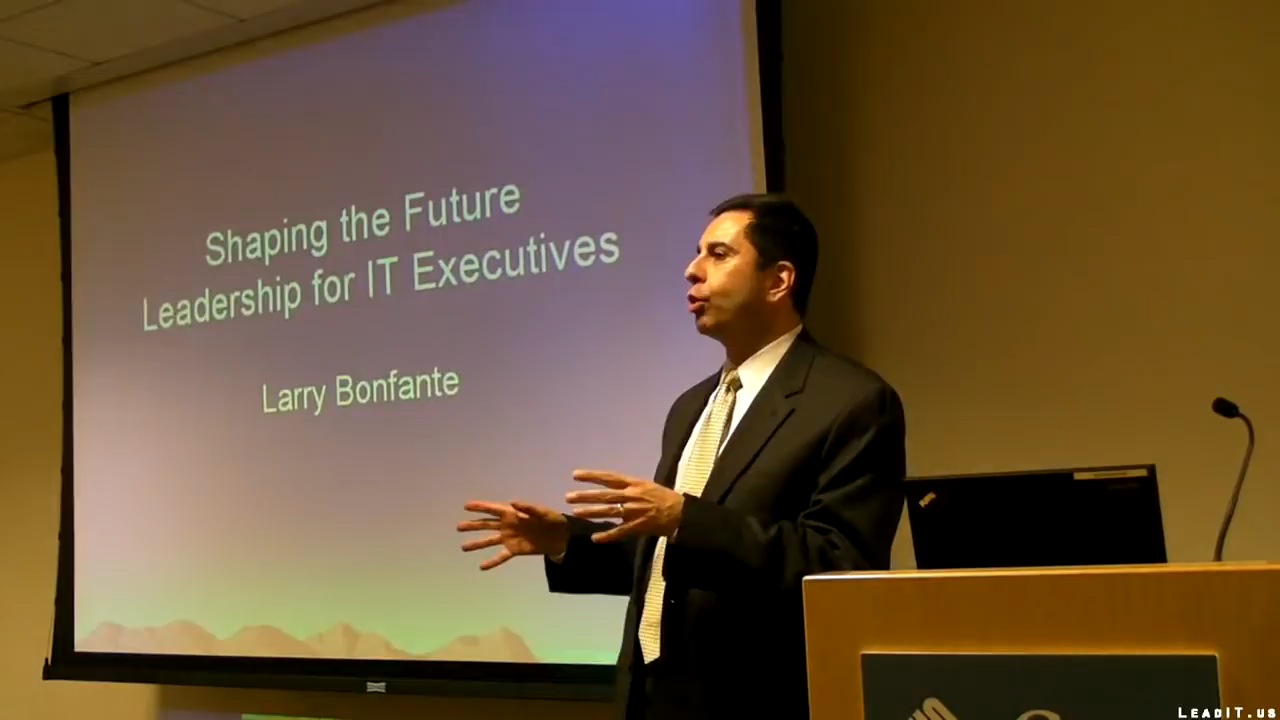 Shaping the Future
Leadership for IT Executives
Larry Bonfante
LeadIT.us